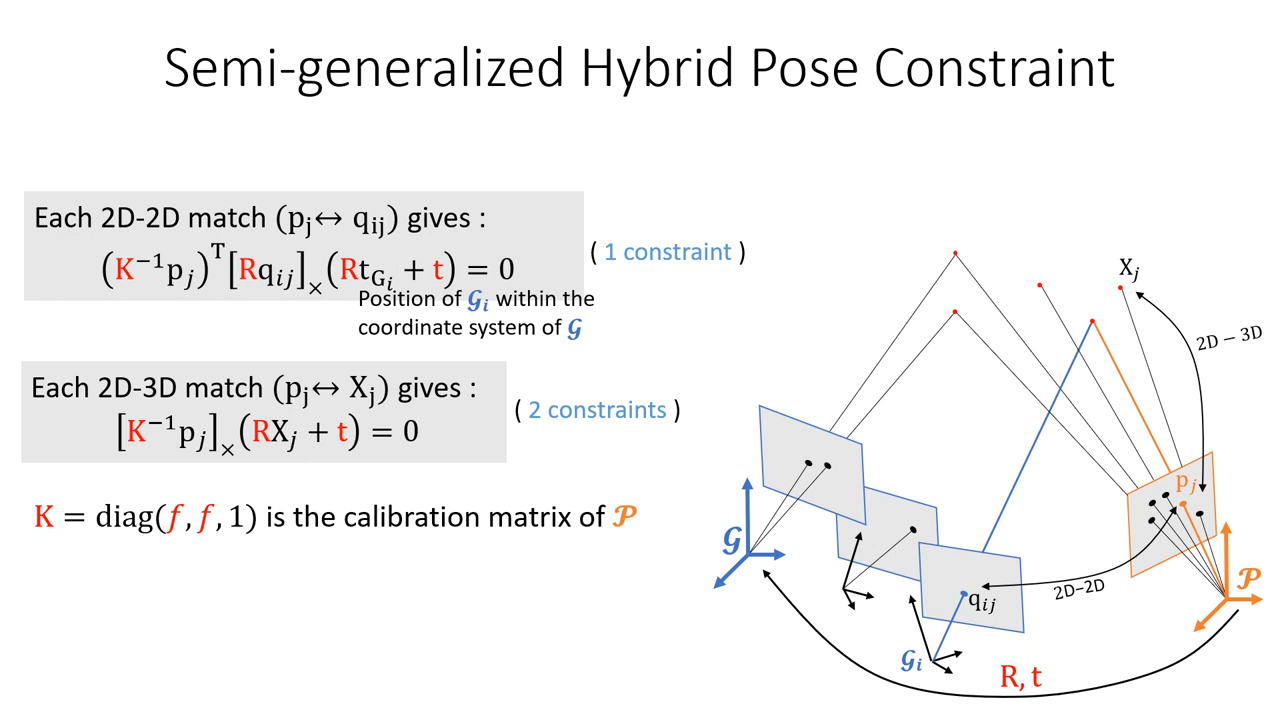 Semi-generalized Hybrid Pose Constraint
Each 2D-2D match (pⱼ↔ qᵢⱼ) gives :
(K⁻¹pⱼ)ᵀ[Rqᵢⱼ]ₓ(Rt_Gᵢ + t) = 0
( 1 constraint )
Position of 𝓖ᵢ within the
coordinate system of 𝓖
Each 2D-3D match (pⱼ↔ Xⱼ) gives :
[K⁻¹pⱼ]ₓ(RXⱼ + t) = 0
( 2 constraints )
K = diag(f, f, 1) is the calibration matrix of 𝓟
Xⱼ
2D − 3D
pⱼ
𝓖
𝓟
2D−2D
qᵢⱼ
𝓖ᵢ
R, t